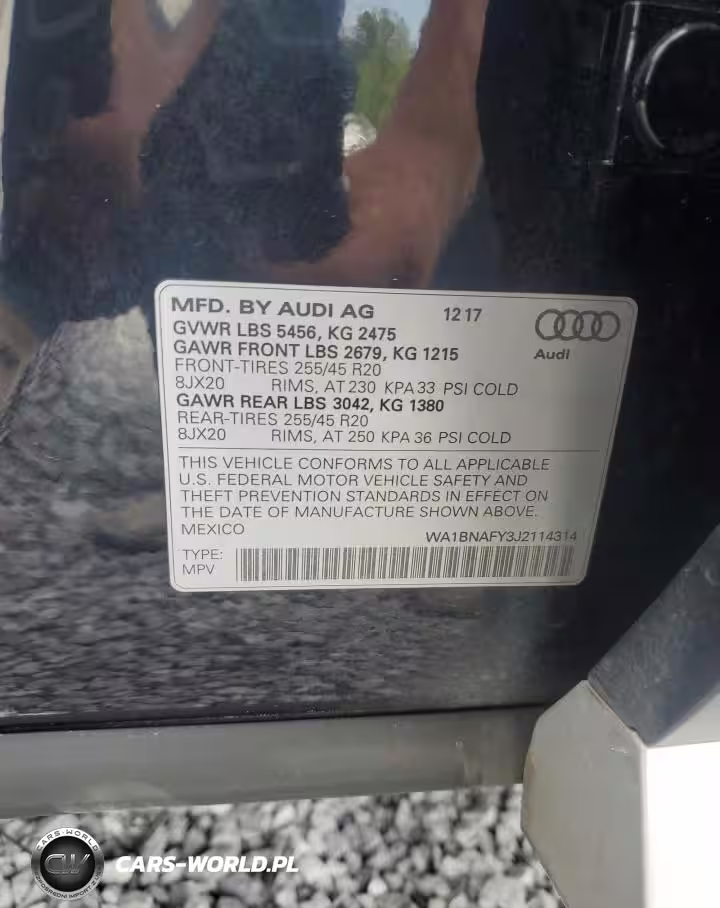 MFD. BY AUDI AG 12 17
GVWR LBS 5456, KG 2475
GAWR FRONT LBS 2679, KG 1215
Audi
FRONT-TIRES 255/45 R20
8JX20 RIMS, AT 230 KPA 33 PSI COLD
GAWR REAR LBS 3042, KG 1380
REAR-TIRES 255/45 R20
8JX20 RIMS, AT 250 KPA 36 PSI COLD
THIS VEHICLE CONFORMS TO ALL APPLICABLE
U.S. FEDERAL MOTOR VEHICLE SAFETY AND
THEFT PREVENTION STANDARDS IN EFFECT ON
THE DATE OF MANUFACTURE SHOWN ABOVE.
MEXICO WA1BNAFY3J2114314
TYPE:
MPV
CARS-WORLD
CW
CARS-WORLD.PL